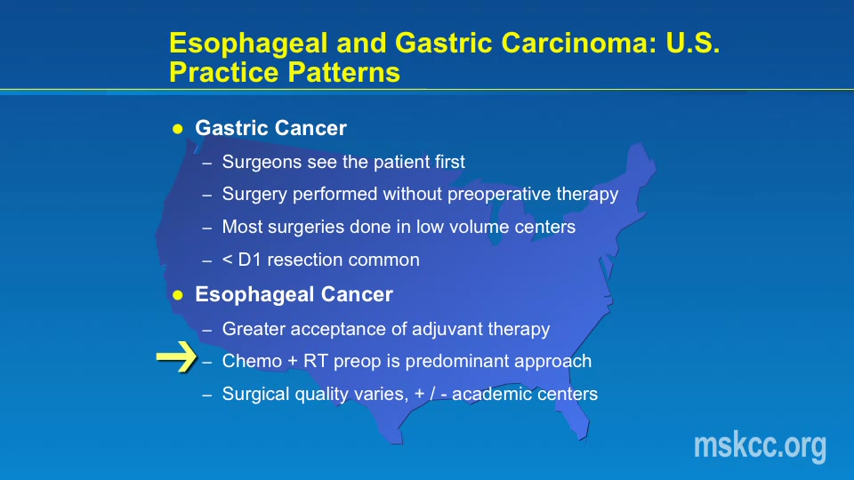 Esophageal and Gastric Carcinoma: U.S.
Practice Patterns
● Gastric Cancer
– Surgeons see the patient first
– Surgery performed without preoperative therapy
– Most surgeries done in low volume centers
– < D1 resection common
● Esophageal Cancer
– Greater acceptance of adjuvant therapy
– Chemo + RT preop is predominant approach
– Surgical quality varies, + / - academic centers
mskcc.org